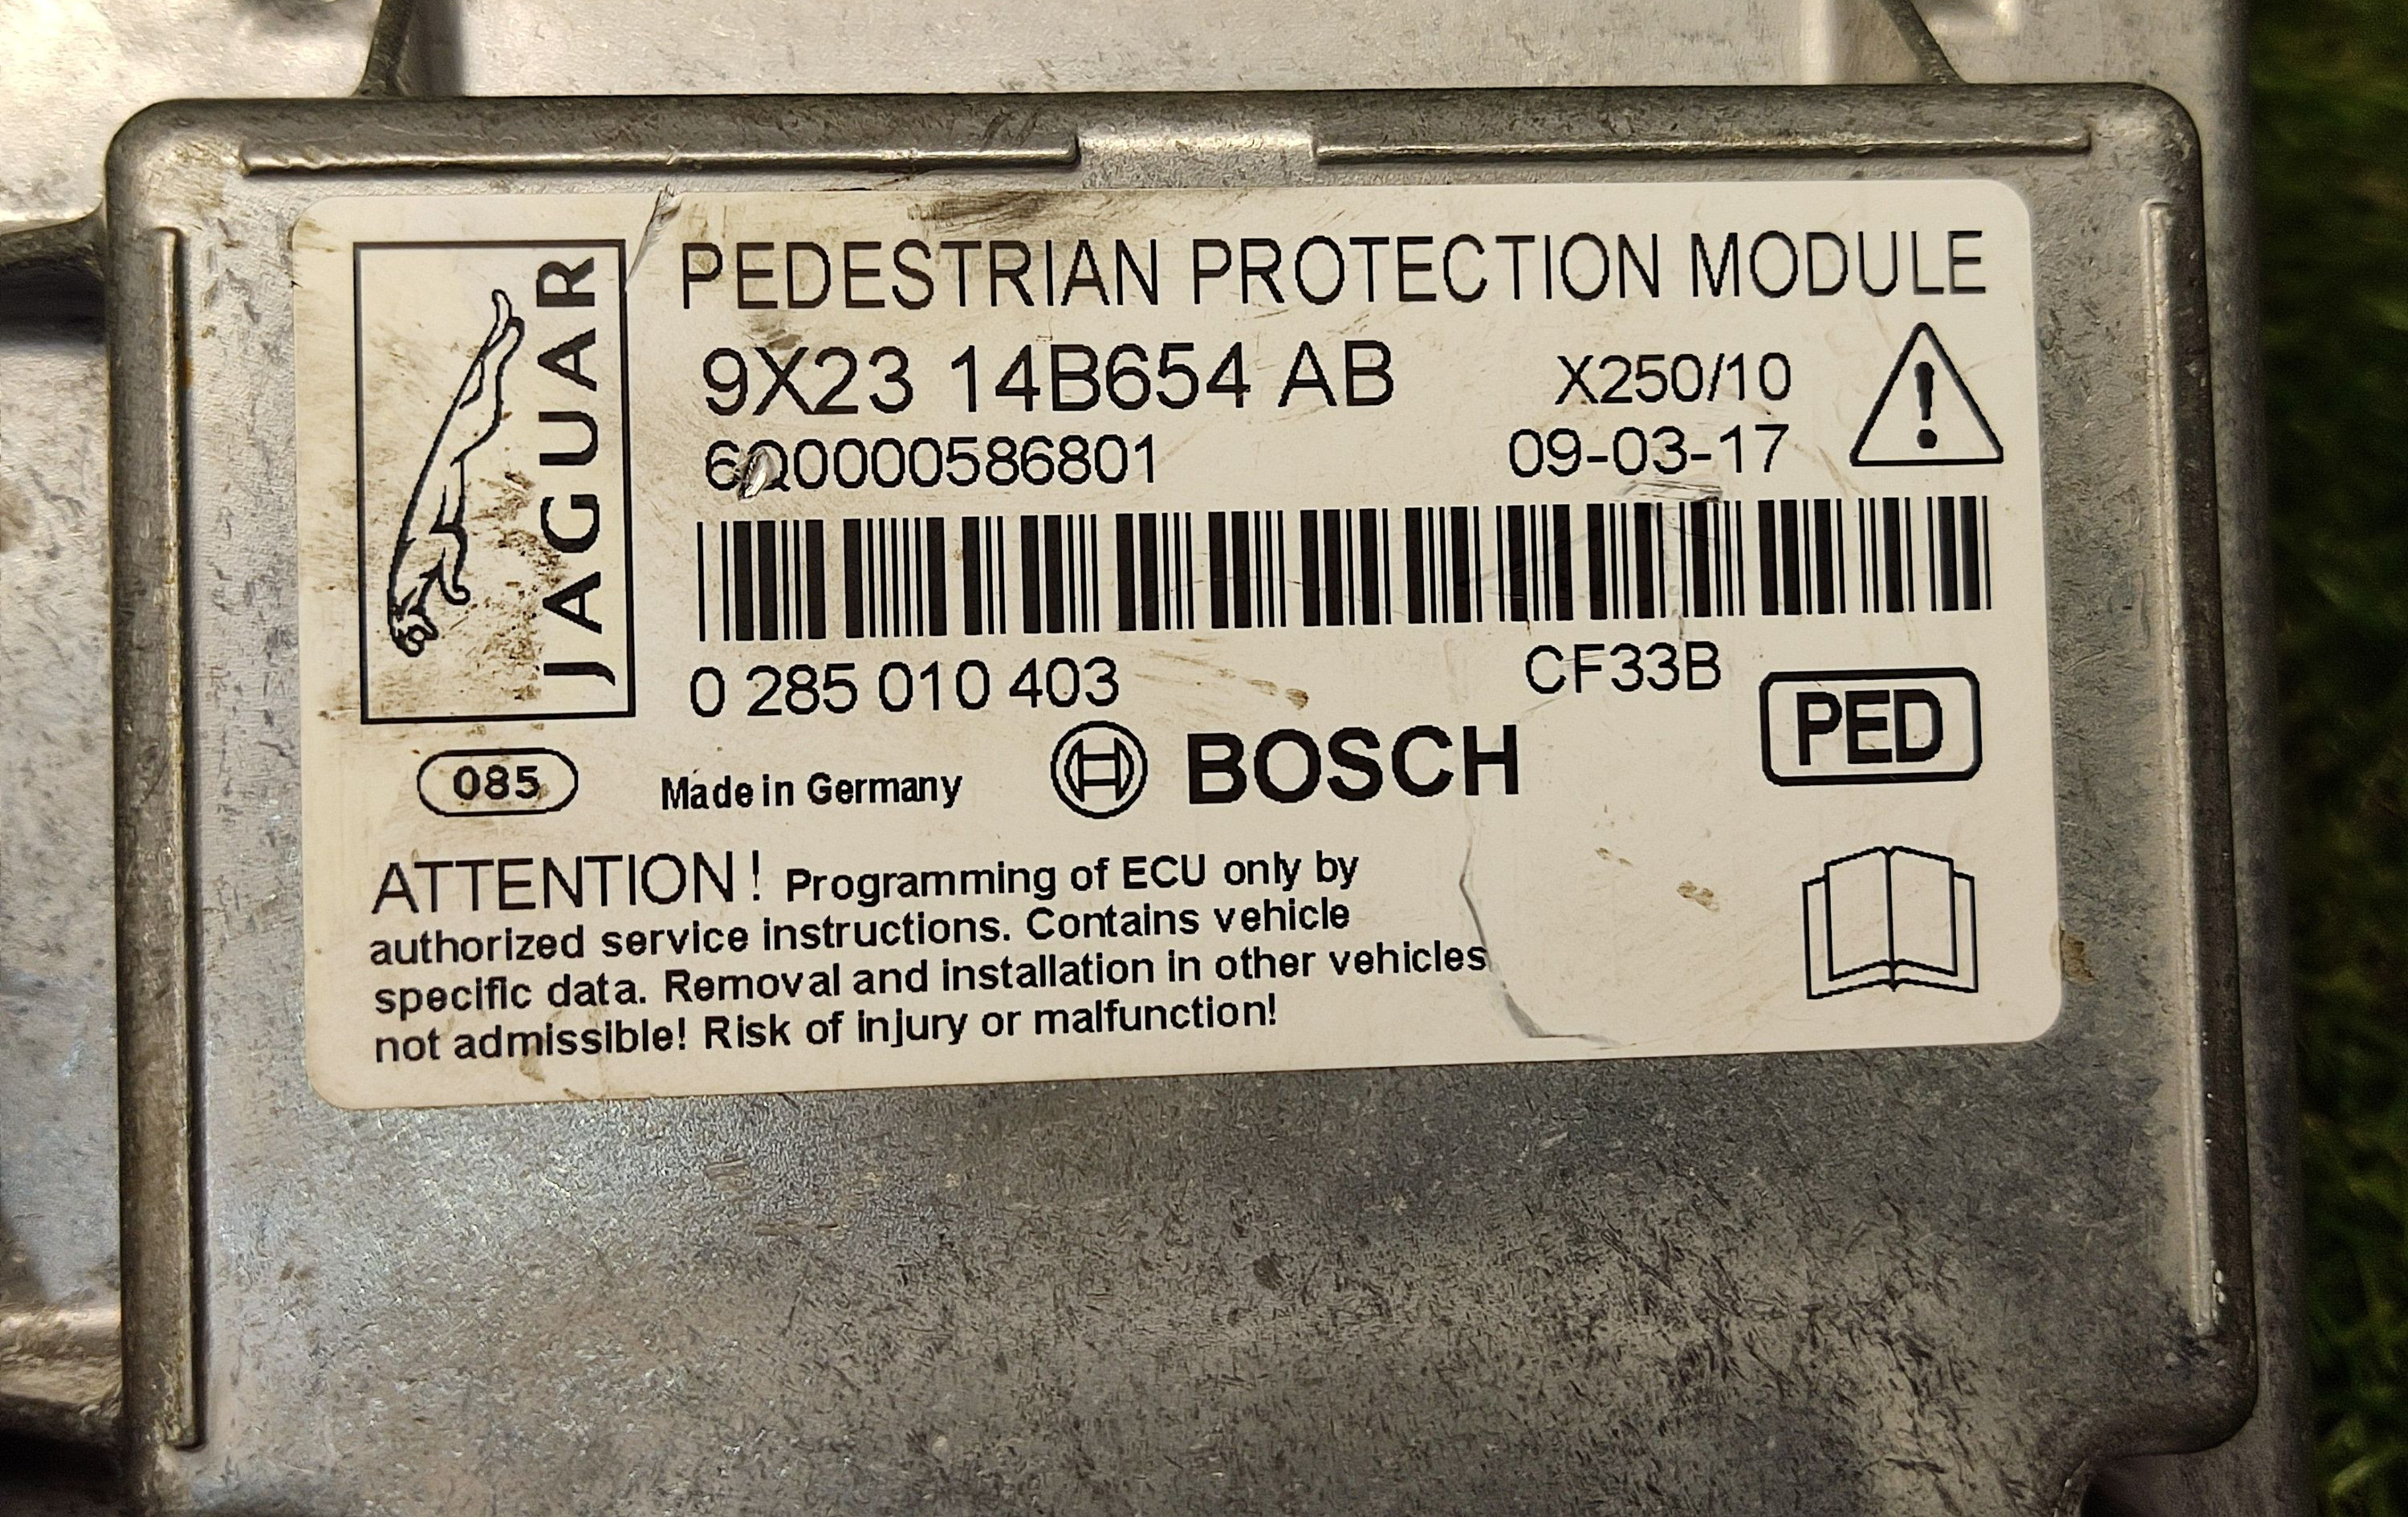 JAGUAR
PEDESTRIAN PROTECTION MODULE
9X23 14B654 AB
X250/10
6Q0000586801
09-03-17
0 285 010 403
CF33B
PED
085
Made in Germany
BOSCH
ATTENTION! Programming of ECU only by
authorized service instructions. Contains vehicle
specific data. Removal and installation in other vehicles
not admissible! Risk of injury or malfunction!